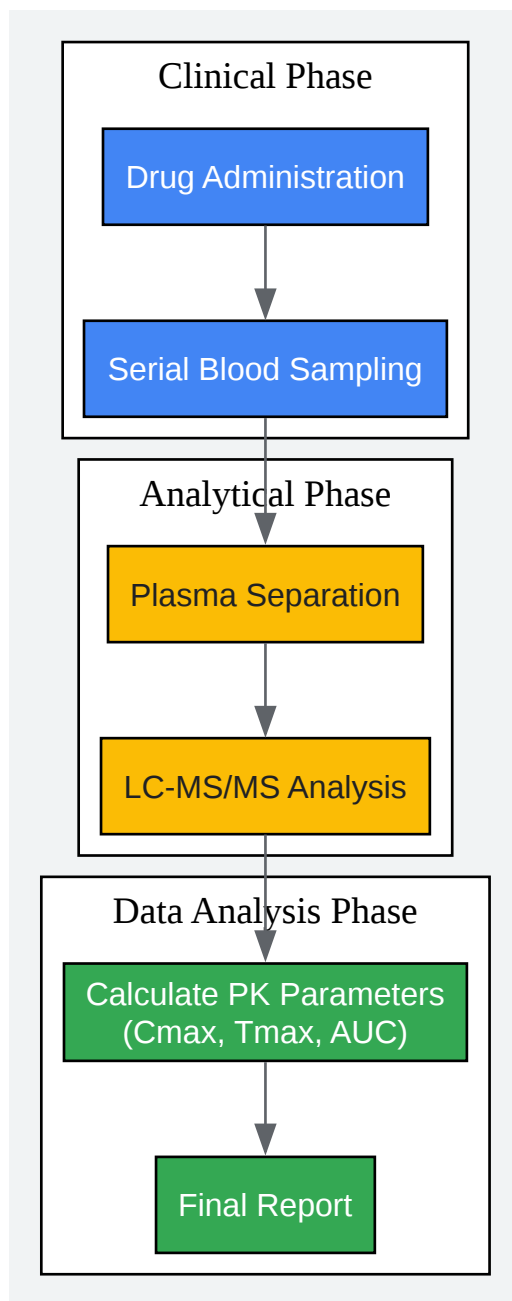 Clinical Phase
Drug Administration
Serial Blood Sampling
Analytical Phase
Plasma Separation
LC-MS/MS Analysis
Data Analysis Phase
Calculate PK Parameters
(Cmax, Tmax, AUC)
Final Report